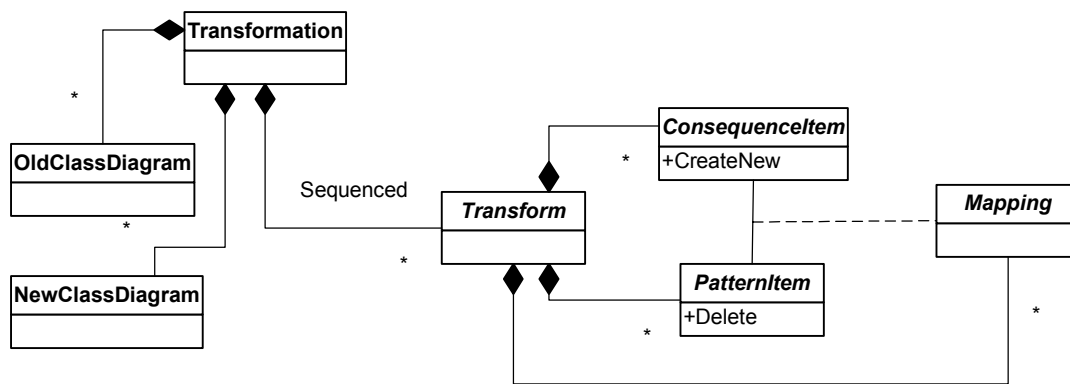 Transformation
*
OldClassDiagram
*
NewClassDiagram
Sequenced
*
Transform
ConsequenceItem
+CreateNew
*
PatternItem
+Delete
*
Mapping
*